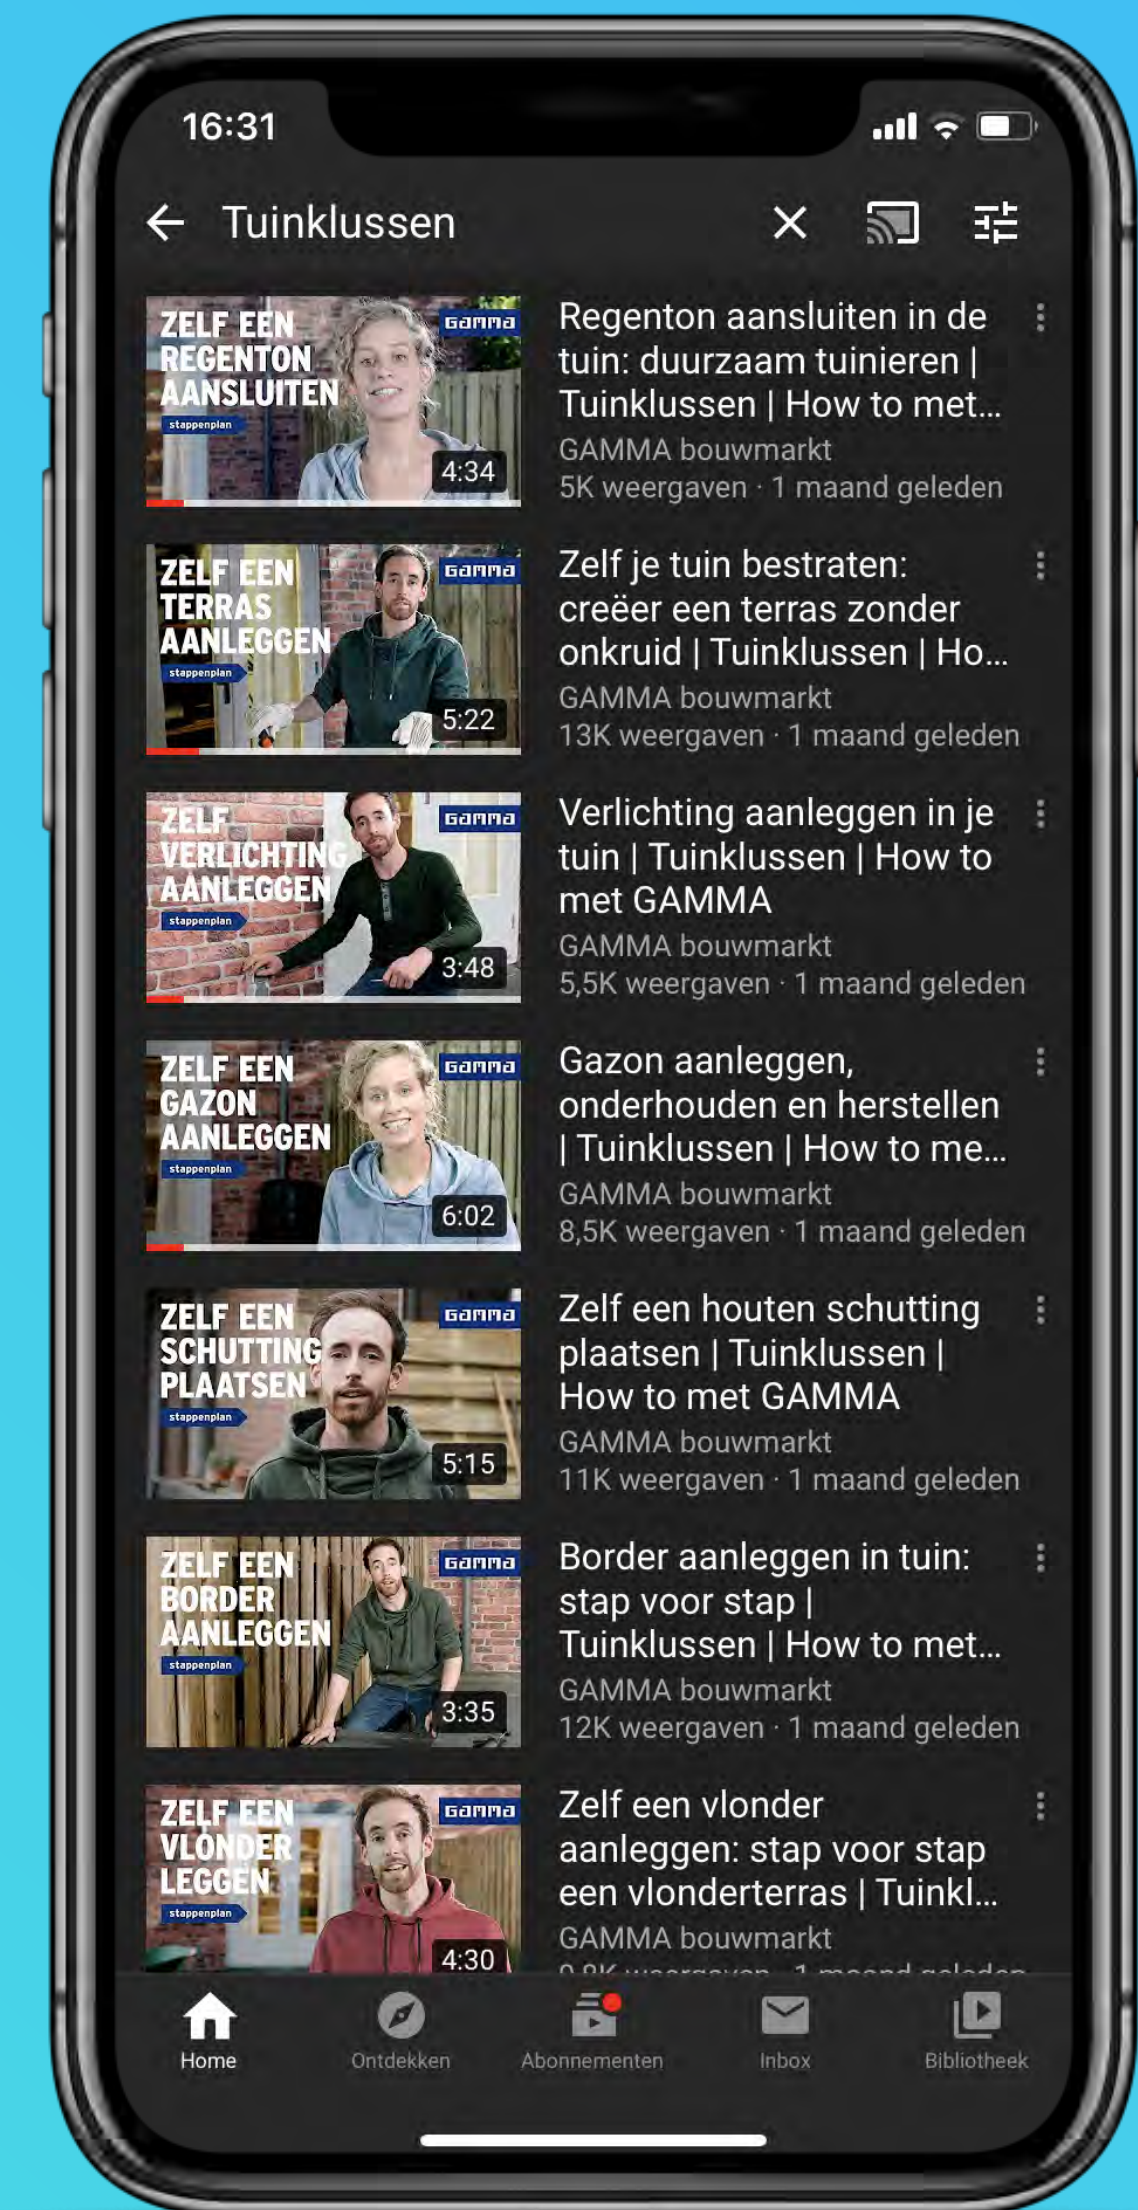 16:31
Tuinklussen
ZELF EEN
REGENTON
AANSLUITEN
stappenplan
GAMMA
4:34
Regenton aansluiten in de
tuin: duurzaam tuinieren |
Tuinklussen | How to met...
GAMMA bouwmarkt
5K weergaven · 1 maand geleden
ZELF EEN
TERRAS
AANLEGGEN
stappenplan
GAMMA
5:22
Zelf je tuin bestraten:
creëer een terras zonder
onkruid | Tuinklussen | Ho...
GAMMA bouwmarkt
13K weergaven · 1 maand geleden
ZELF
VERLICHTING
AANLEGGEN
stappenplan
GAMMA
3:48
Verlichting aanleggen in je
tuin | Tuinklussen | How to
met GAMMA
GAMMA bouwmarkt
5,5K weergaven · 1 maand geleden
ZELF EEN
GAZON
AANLEGGEN
stappenplan
GAMMA
6:02
Gazon aanleggen,
onderhouden en herstellen
| Tuinklussen | How to me...
GAMMA bouwmarkt
8,5K weergaven · 1 maand geleden
ZELF EEN
SCHUTTING
PLAATSEN
stappenplan
GAMMA
5:15
Zelf een houten schutting
plaatsen | Tuinklussen |
How to met GAMMA
GAMMA bouwmarkt
11K weergaven · 1 maand geleden
ZELF EEN
BORDER
AANLEGGEN
stappenplan
GAMMA
3:35
Border aanleggen in tuin:
stap voor stap |
Tuinklussen | How to met...
GAMMA bouwmarkt
12K weergaven · 1 maand geleden
ZELF EEN
VLONDER
LEGGEN
stappenplan
GAMMA
4:30
Zelf een vlonder
aanleggen: stap voor stap
een vlonderterras | Tuinkl...
GAMMA bouwmarkt
weergaven · 1 maand geleden
Home
Ontdekken
Abonnementen
Inbox
Bibliotheek